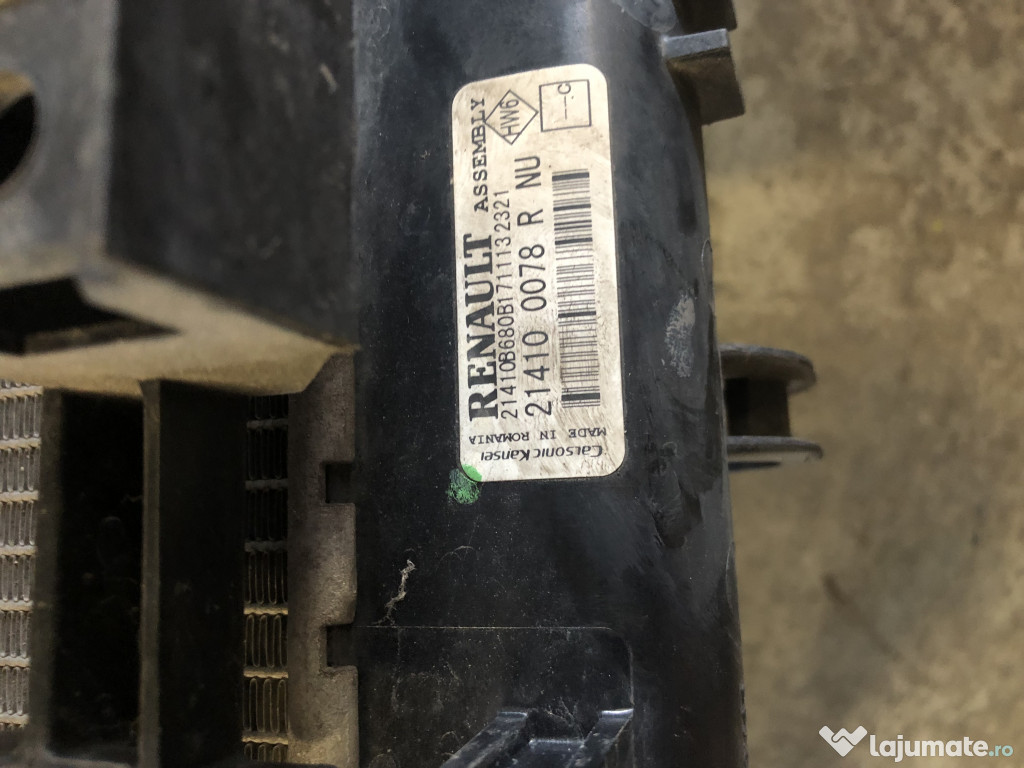 RENAULT ASSEMBLY
HW6
C
21410B680B171113 2321
21410 0078 R NU
CalsonicKansei
MADE IN ROMANIA
lajumate.ro